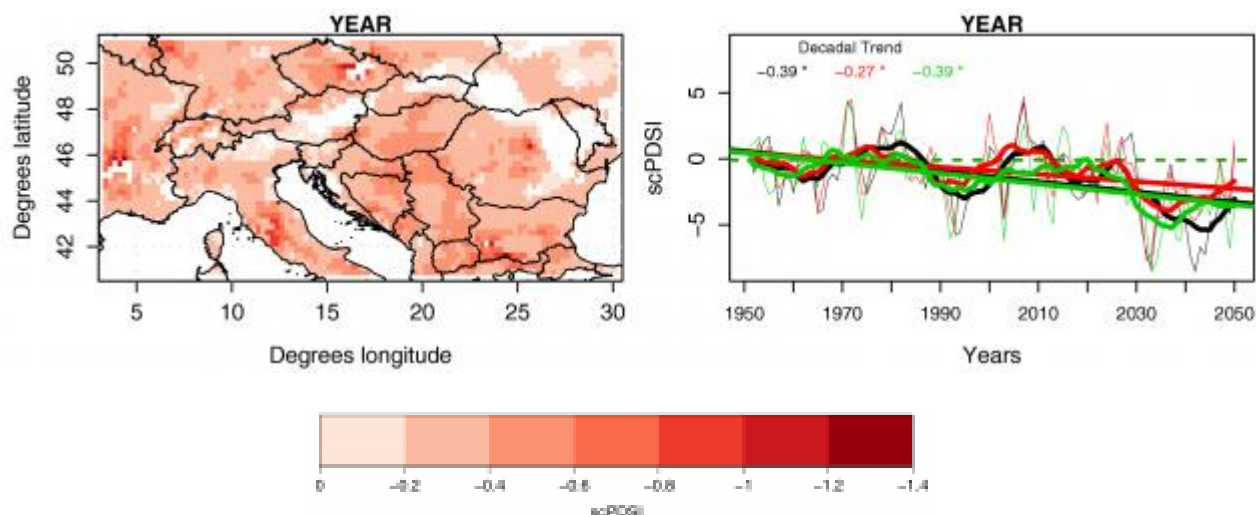 YEAR
Degrees latitude
50
48
46
44
42
5 10 15 20 25 30
Degrees longitude
YEAR
Decadal Trend
−0.39 * −0.27 * −0.39 *
scPDSI
5
0
−5
1950 1970 1990 2010 2030 2050
Years
0 −0.2 −0.4 −0.6 −0.8 −1 −1.2 −1.4
scPDSI